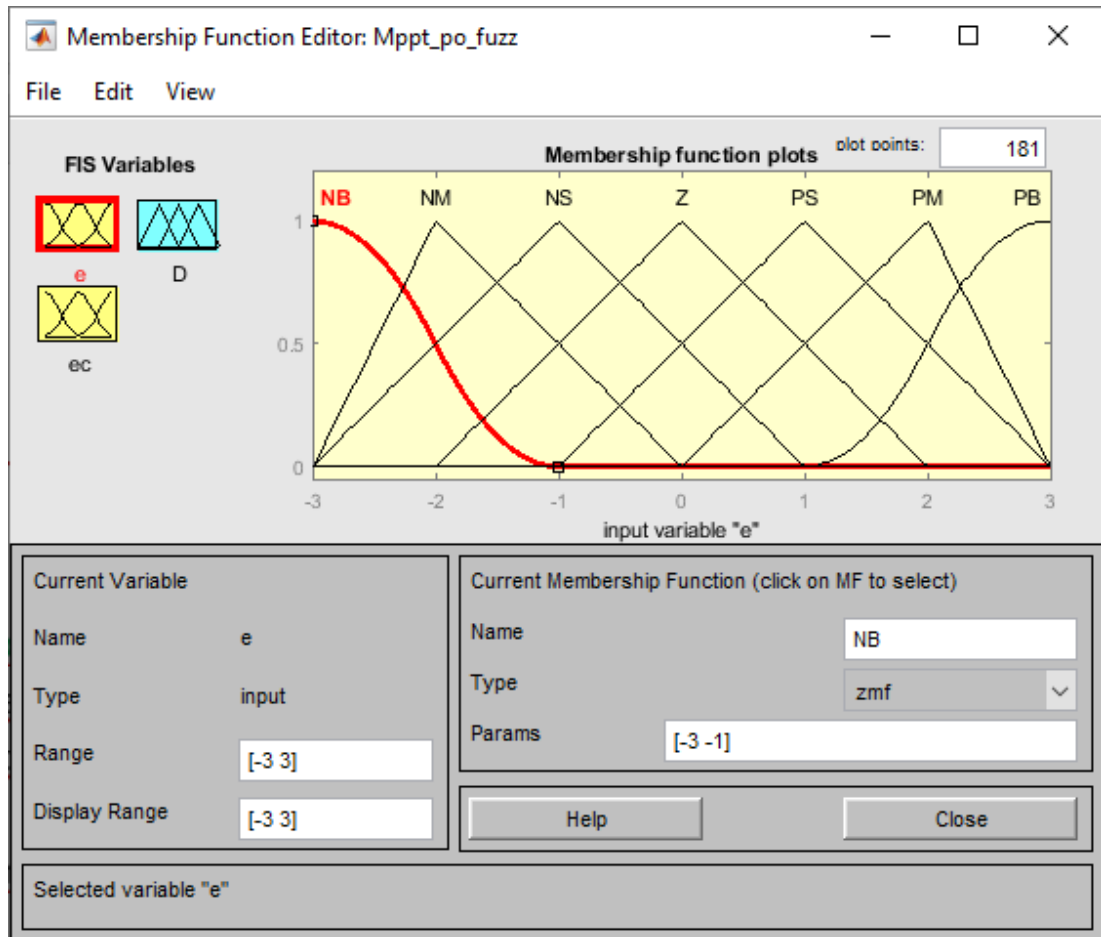 Membership Function Editor: Mppt_po_fuzz
File Edit View
FIS Variables
e
D
ec
Membership function plots
plot points:
181
NB NM NS Z PS PM PB
1
0.5
0
-3 -2 -1 0 1 2 3
input variable "e"
Current Variable
Name e
Type input
Range [-3 3]
Display Range [-3 3]
Current Membership Function (click on MF to select)
Name NB
Type zmf
Params [-3 -1]
Help Close
Selected variable "e"